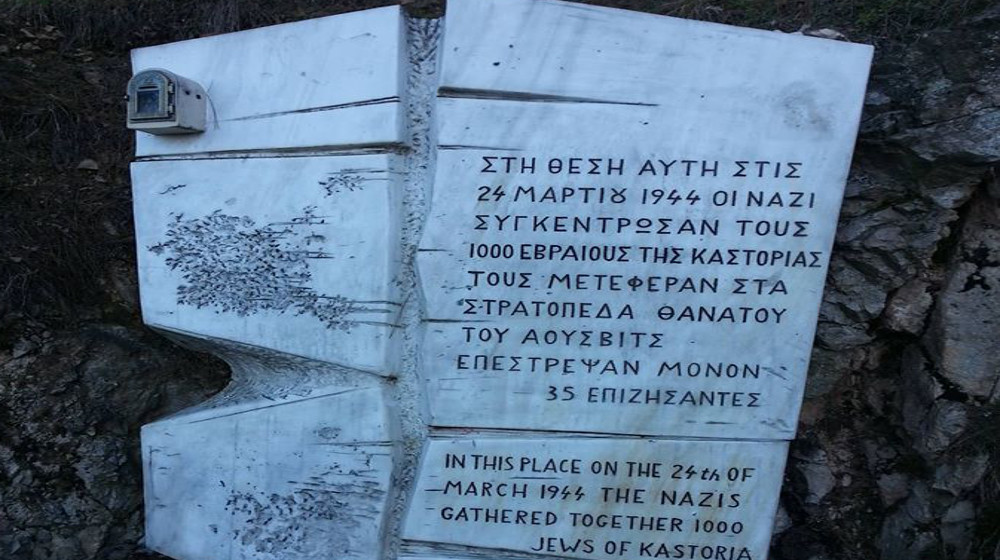 ΣΤΗ ΘΕΣΗ ΑΥΤΗ ΣΤΙΣ
24 ΜΑΡΤΙȢ 1944 ΟΙ ΝΑΖΙ
ΣΥΓΚΕΝΤΡΩΣΑΝ ΤΟΥΣ
1000 ΕΒΡΑΙΟΥΣ ΤΗΣ ΚΑΣΤΟΡΙΑΣ
ΤΟΥΣ ΜΕΤΕΦΕΡΑΝ ΣΤΑ
ΣΤΡΑΤΟΠΕΔΑ ΘΑΝΑΤΟΥ
ΤΟΥ ΑΟΥΣΒΙΤΣ
ΕΠΕΣΤΡΕΨΑΝ ΜΟΝΟΝ
35 ΕΠΙΖΗΣΑΝΤΕΣ
IN THIS PLACE ON THE 24th OF
MARCH 1944 THE NAZIS
GATHERED TOGETHER 1000
JEWS OF KASTORIA